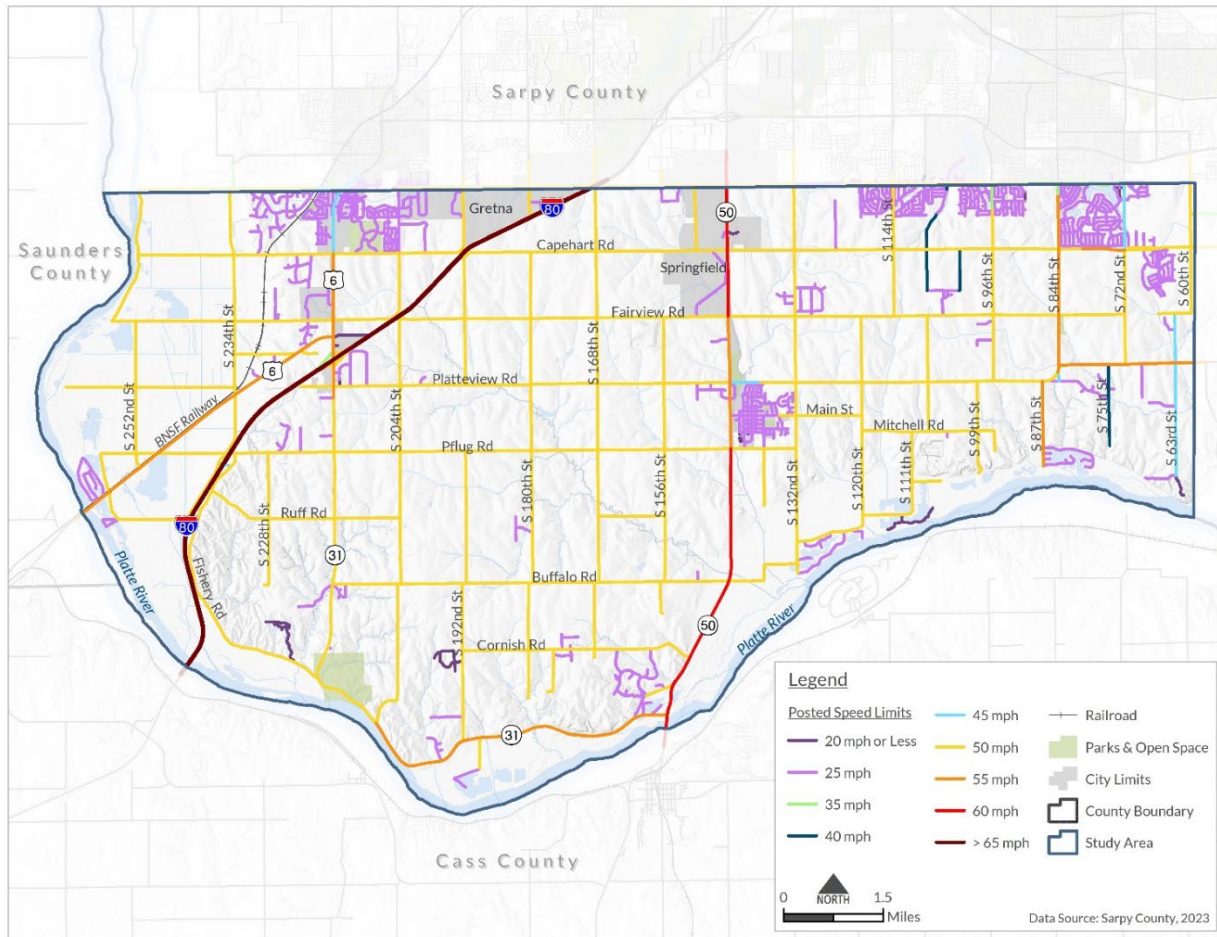 Sarpy County
Saunders
County
Gretna
80
50
S 114th St
Capehart Rd
Springfield
6
S 96th St
S 84th St
S 72nd St
S 60th St
S 234th St
Fairview Rd
S 168th St
6
Platteview Rd
S 252nd St
BNSF Railway
S 204th St
Main St
Mitchell Rd
S 99th St
S 87th St
S 75th St
S 63rd St
Pflug Rd
S 180th St
S 156th St
S 132nd St
S 120th St
S 111th St
80
Ruff Rd
S 228th St
31
Platte River
Fishery Rd
Buffalo Rd
S 192nd St
Cornish Rd
50
Platte River
31
Cass County
Legend
Posted Speed Limits
20 mph or Less
25 mph
35 mph
40 mph
45 mph
50 mph
55 mph
60 mph
> 65 mph
Railroad
Parks & Open Space
City Limits
County Boundary
Study Area
0
NORTH
1.5
Miles
Data Source: Sarpy County, 2023